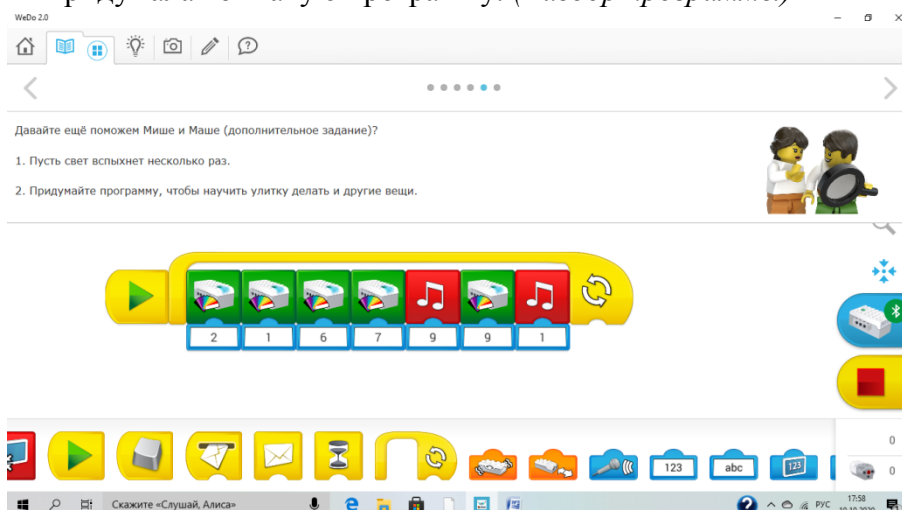 WeDo 2.0
Давайте ещё поможем Мише и Маше (дополнительное задание)?
1. Пусть свет вспыхнет несколько раз.
2. Придумайте программу, чтобы научить улитку делать и другие вещи.
2 1 6 7 9 9 1
123 abc 123
0
0
Скажите «Слушай, Алиса»
РУС
17:58